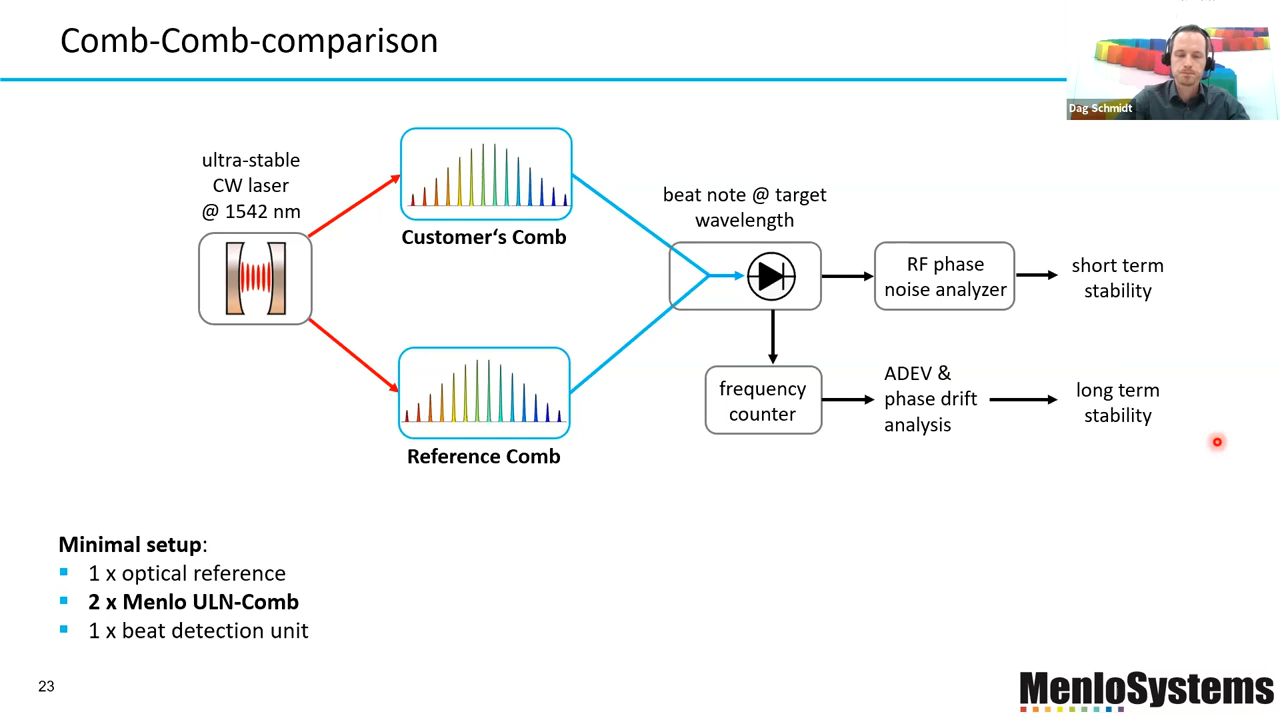 Comb-Comb-comparison
Dag Schmidt
ultra-stable
CW laser
@ 1542 nm
Customer‘s Comb
Reference Comb
beat note @ target
wavelength
RF phase
noise analyzer
short term
stability
frequency
counter
ADEV &
phase drift
analysis
long term
stability
Minimal setup:
▪ 1 x optical reference
▪ 2 x Menlo ULN-Comb
▪ 1 x beat detection unit
23
MenloSystems